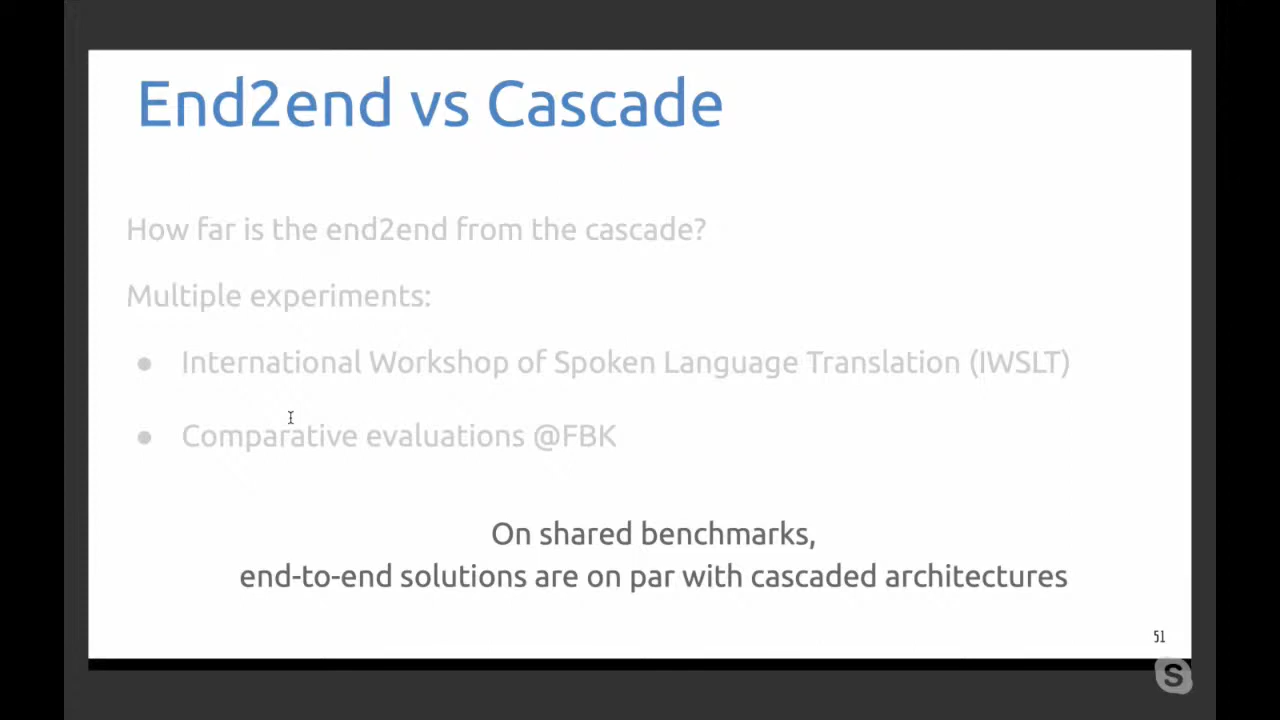 End2end vs Cascade
How far is the end2end from the cascade?
Multiple experiments:
● International Workshop of Spoken Language Translation (IWSLT)
● Comparative evaluations @FBK
On shared benchmarks,
end-to-end solutions are on par with cascaded architectures
51
S